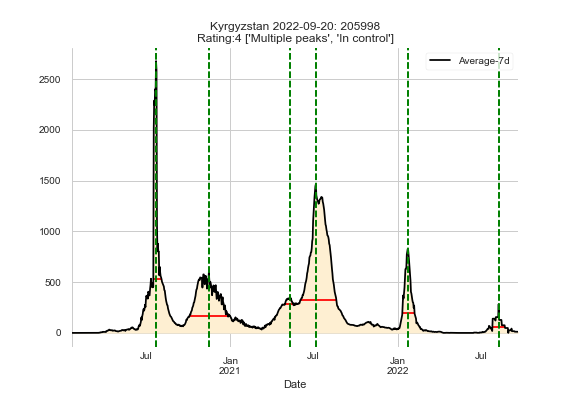 Kyrgyzstan 2022-09-20: 205998
Rating:4 ['Multiple peaks', 'In control']
Average-7d
2500
2000
1500
1000
500
0
Jul
Jan
2021
Jul
Jan
2022
Jul
Date